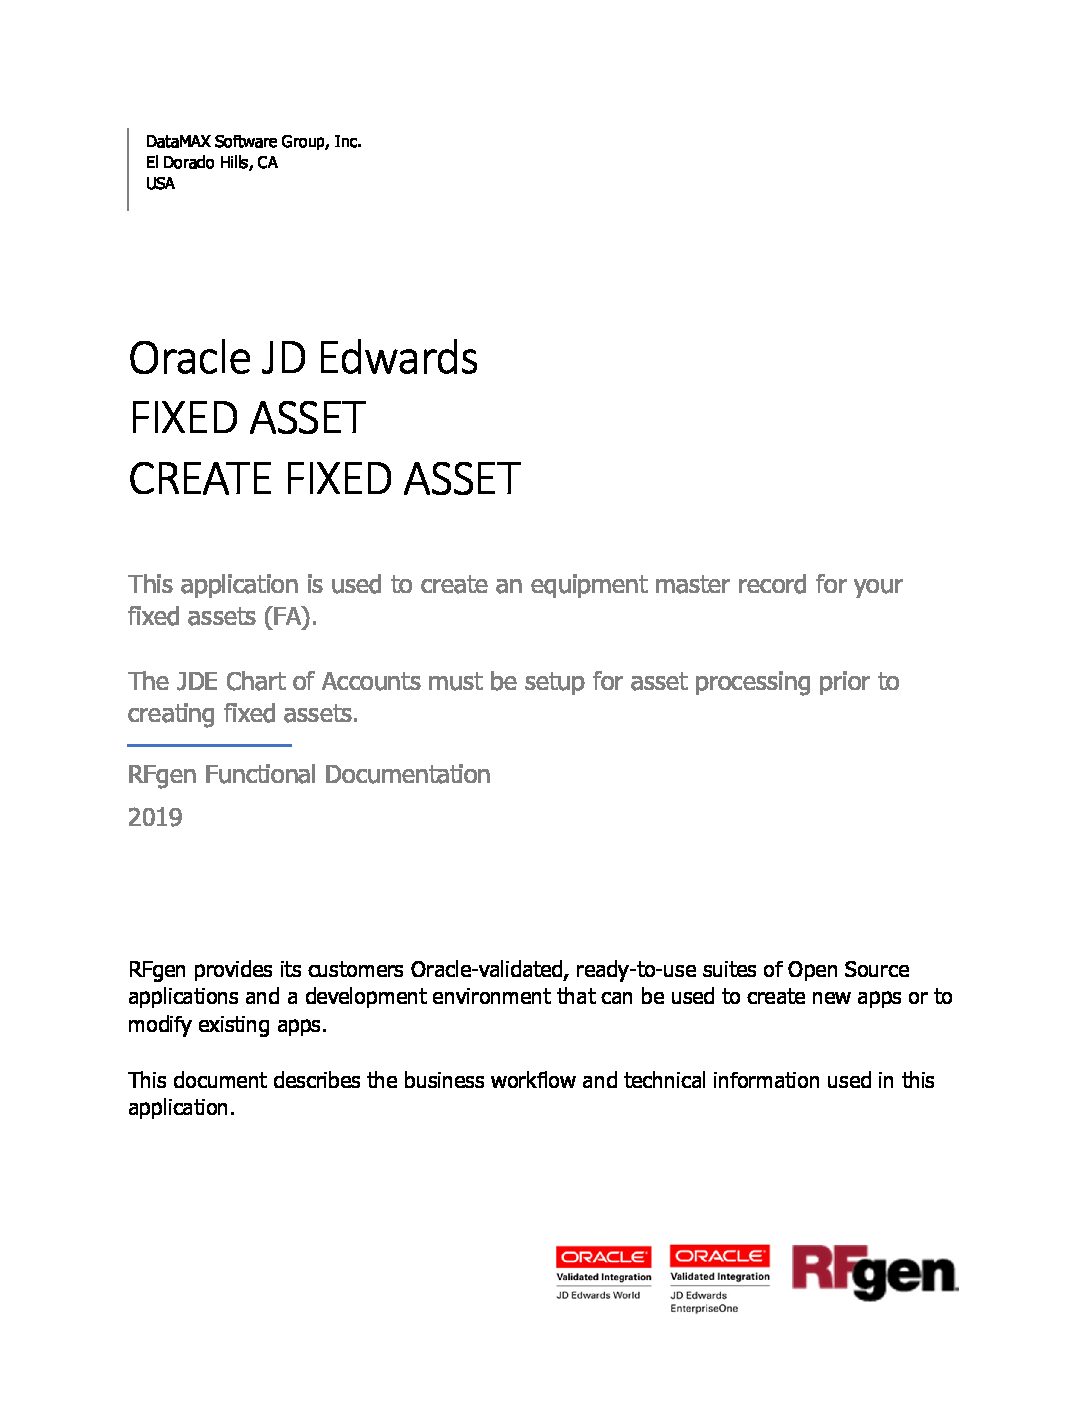 DataMAX Software Group, Inc.
El Dorado Hills, CA
USA
Oracle JD Edwards
FIXED ASSET
CREATE FIXED ASSET
This application is used to create an equipment master record for your
fixed assets (FA).
The JDE Chart of Accounts must be setup for asset processing prior to
creating fixed assets.
RFgen Functional Documentation
2019
RFgen provides its customers Oracle-validated, ready-to-use suites of Open Source
applications and a development environment that can be used to create new apps or to
modify existing apps.
This document describes the business workflow and technical information used in this
application.
ORACLE
Validated Integration
JD Edwards World
ORACLE
Validated Integration
JD Edwards
EnterpriseOne
RFgen